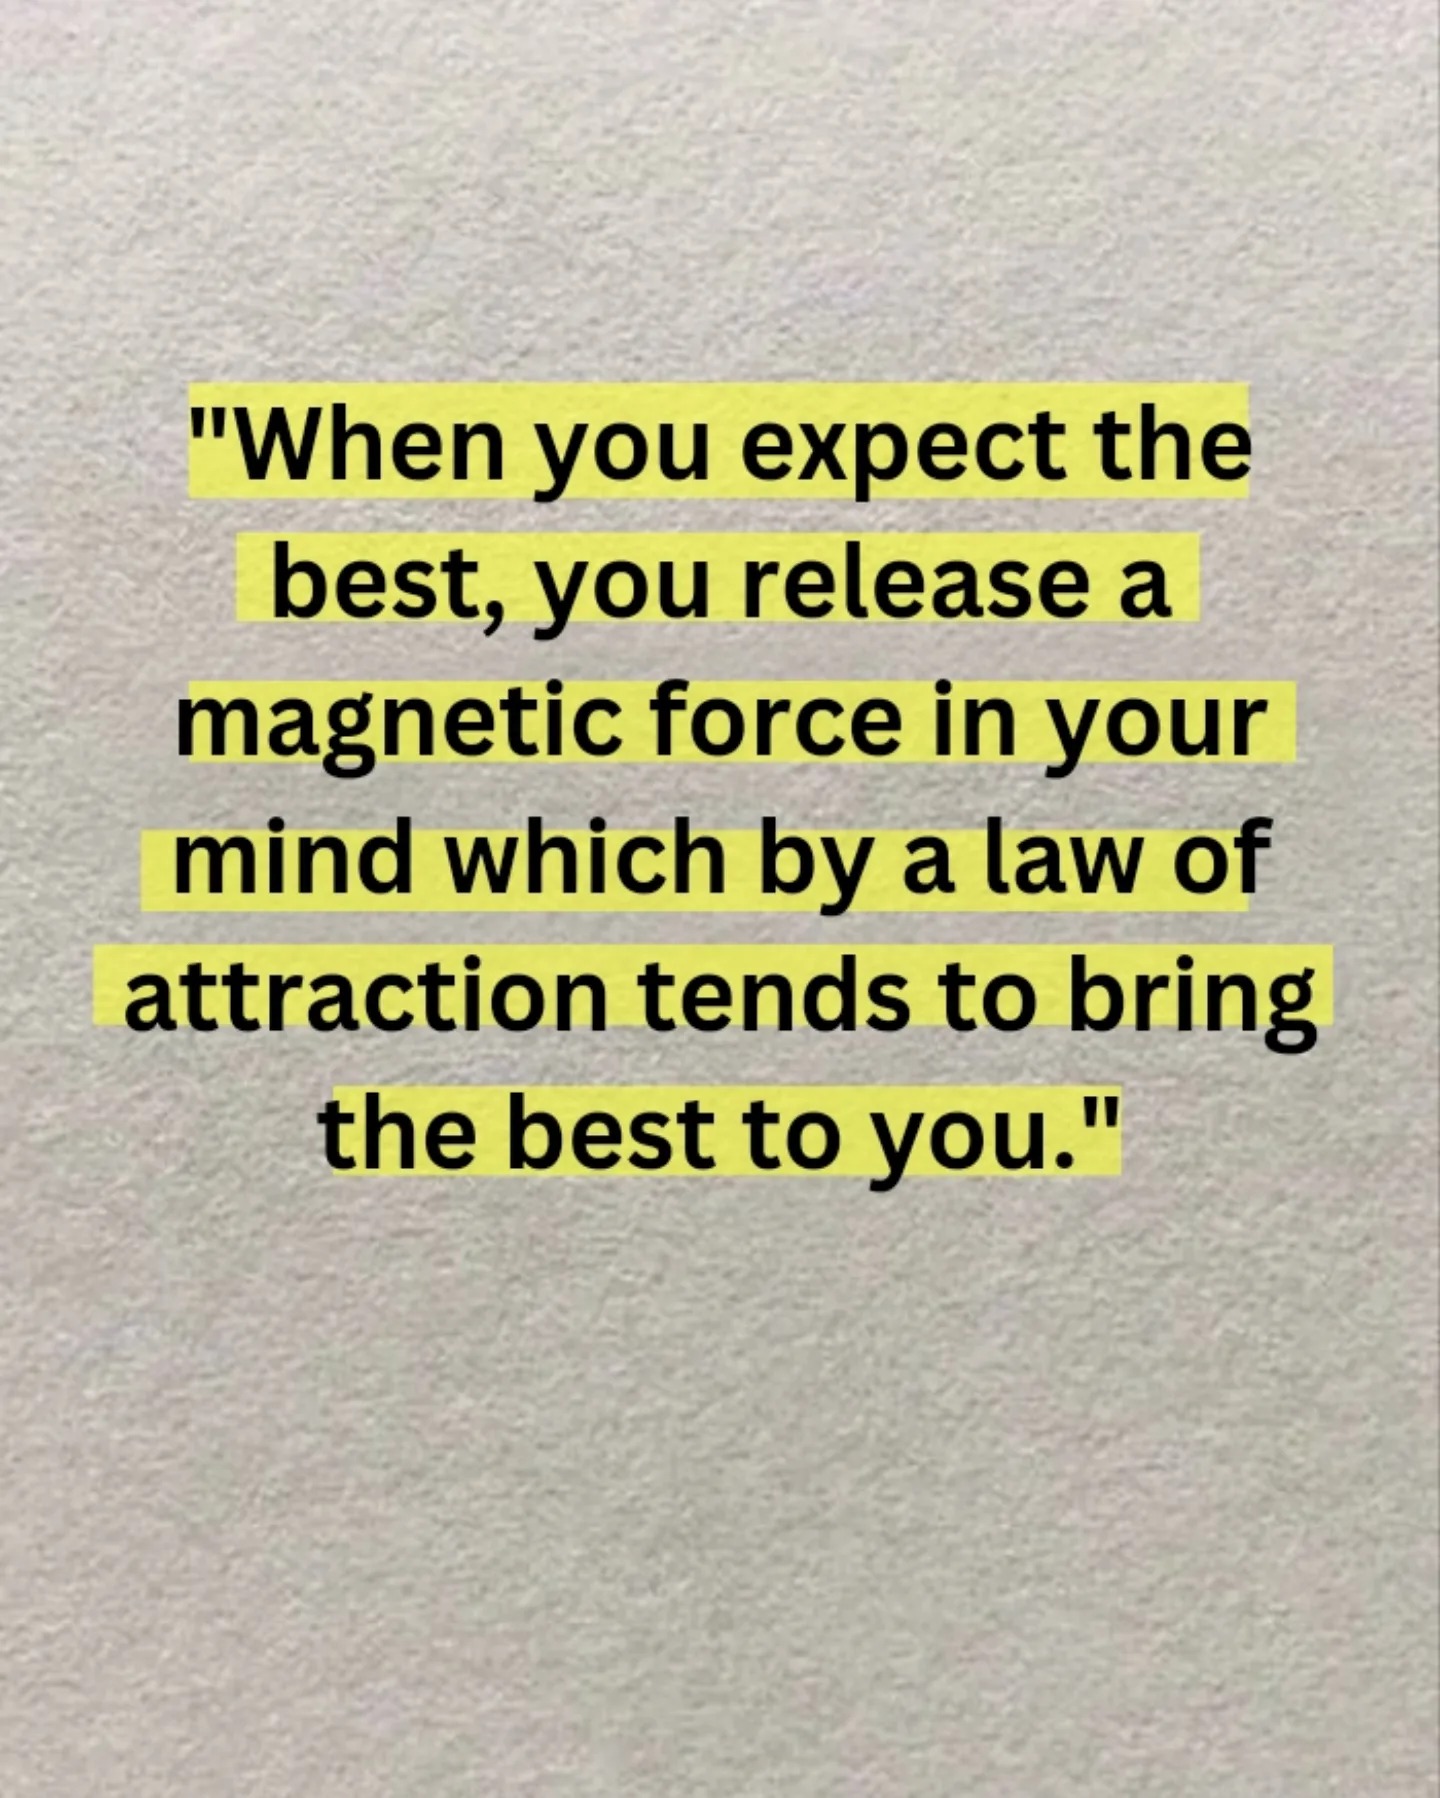 "When you expect the
best, you release a
magnetic force in your
mind which by a law of
attraction tends to bring
the best to you."